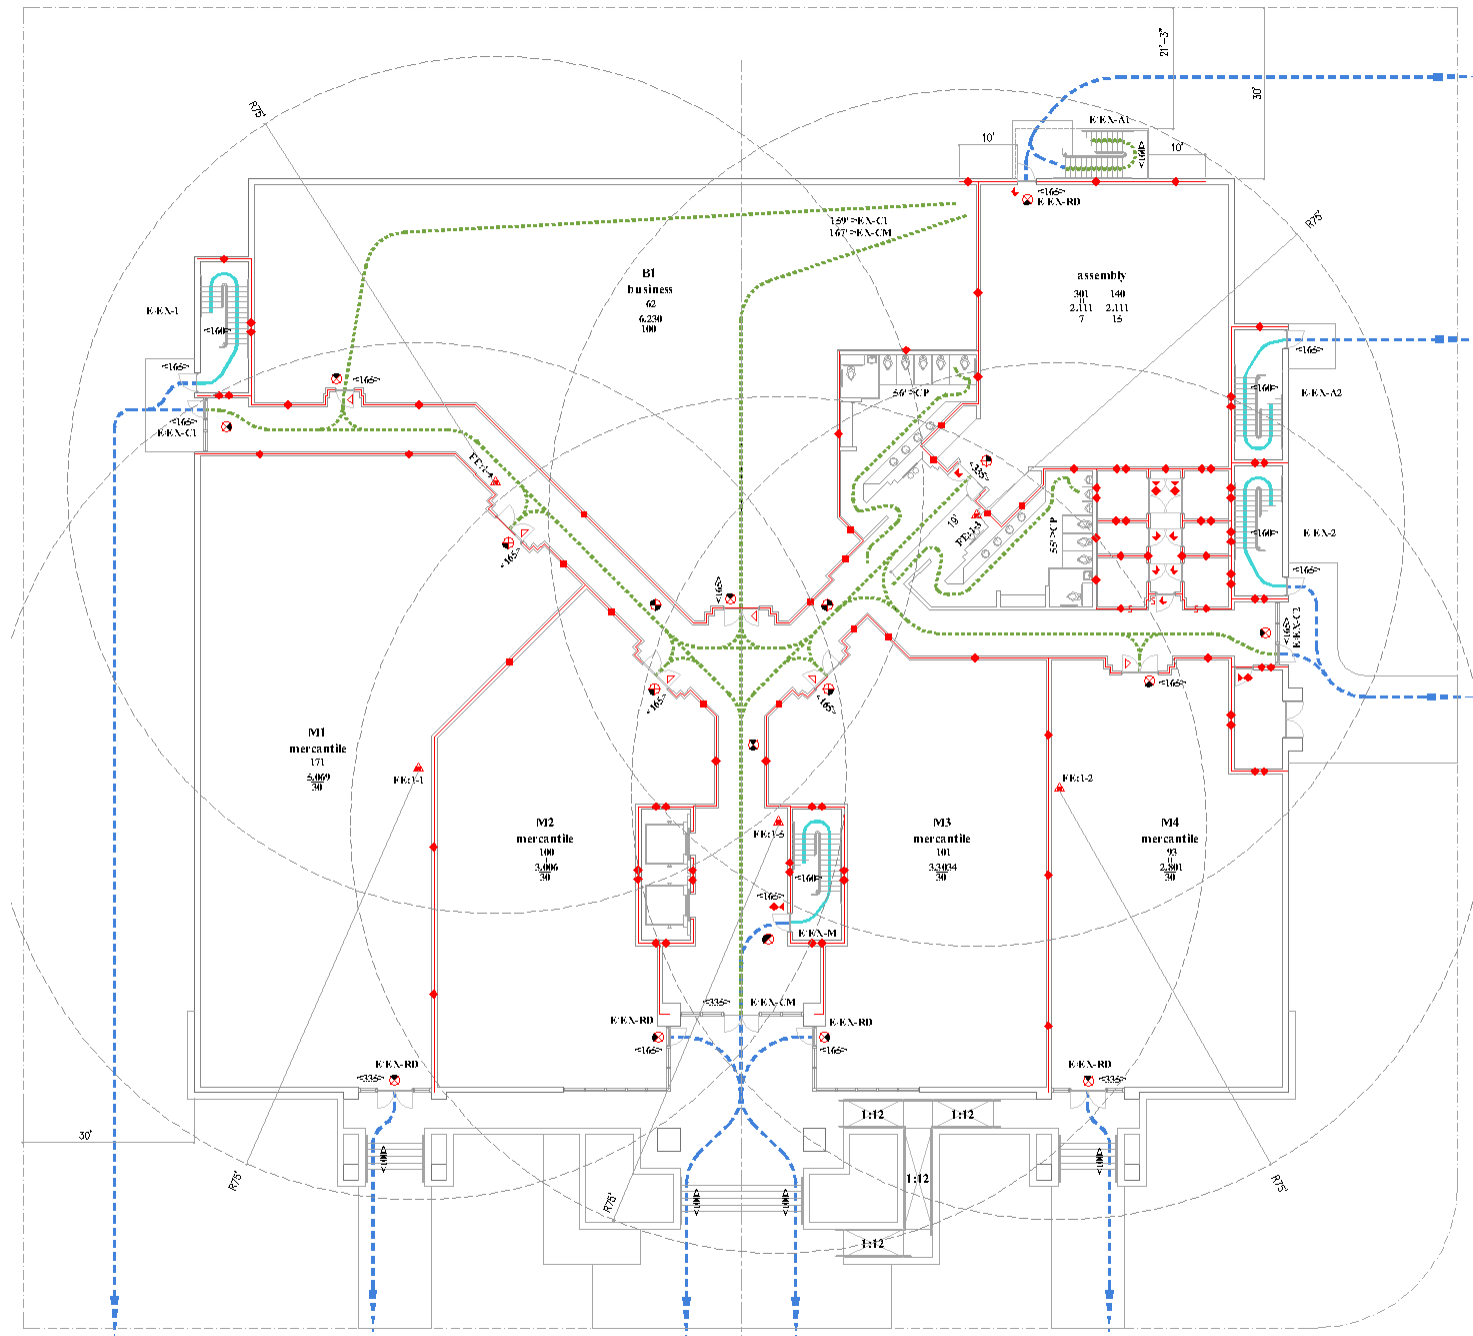 21'-3"
30'
R75'
E·EX-A1
10'
10'
<160>
<165>
E·EX-RD
R75'
159'>EX-C1
167'>EX-CM
B1
business
62
6.230
100
assembly
301
140
2.111
2.111
7
15
E·EX-1
<160>
<165>
<165>
<165>
E·EX-C1
56'>CP
<165>
<160>
E·EX-A2
FE:1-4
<335>
19'
FE:1-3
55'>CP
<160>
E·EX-2
<165>
<165>
<165>
S
S
S
<165>
E·EX-C2
<165>
<165>
<165>
M1
mercantile
171
5.069
30
FE:1-1
FE:1-2
M2
mercantile
100
3.006
30
FE:1-5
M3
mercantile
101
3.3034
30
M4
mercantile
93
2.801
30
<160>
<165>
E·EX-M
<335>
E·EX-CM
E·EX-RD
E·EX-RD
<165>
<165>
E·EX-RD
<335>
E·EX-RD
<335>
1:12
1:12
30'
<100>
<100>
R75'
1:12
R75'
<100>
<100>
R75'
1:12